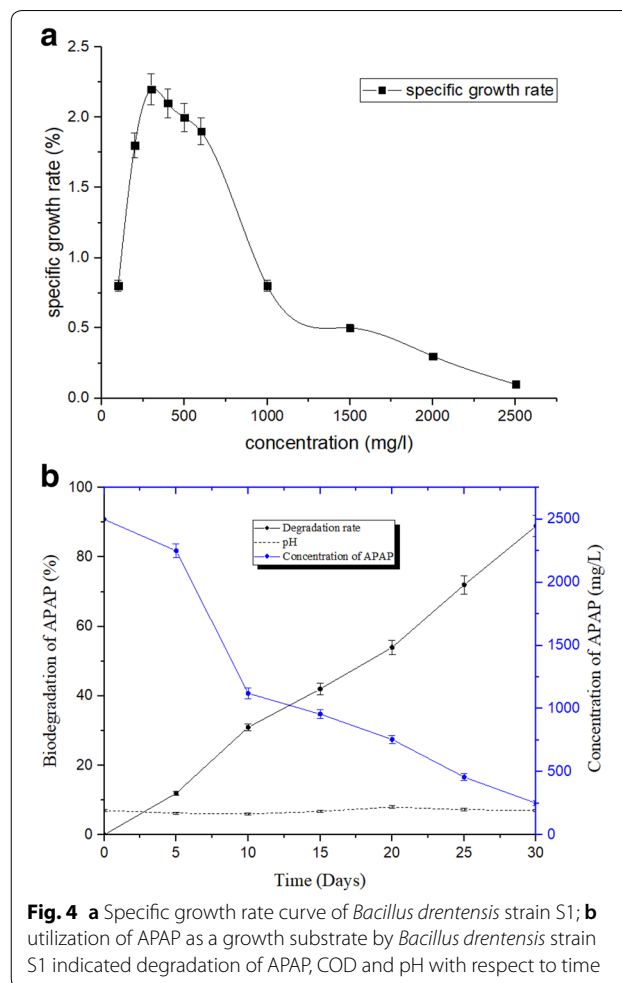 a
2.5
2.0
1.5
1.0
0.5
0.0
specific growth rate (%)
specific growth rate
0 500 1000 1500 2000 2500
concentration (mg/l)
b
100
80
60
40
20
0
Biodegradation of APAP (%)
Degradation rate
pH
Concentration of APAP
2500
2000
1500
1000
500
0
Concentration of APAP (mg/L)
0 5 10 15 20 25 30
Time (Days)
Fig. 4 a Specific growth rate curve of Bacillus drentensis strain S1; b
utilization of APAP as a growth substrate by Bacillus drentensis strain
S1 indicated degradation of APAP, COD and pH with respect to time